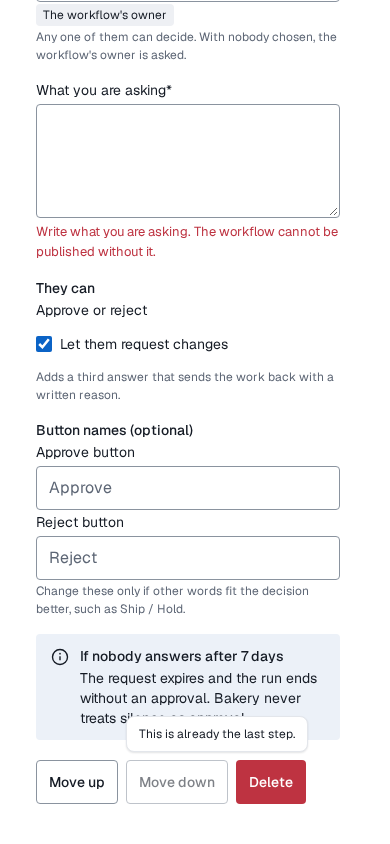 The workflow's owner
Any one of them can decide. With nobody chosen, the
workflow's owner is asked.
What you are asking*
Write what you are asking. The workflow cannot be
published without it.
They can
Approve or reject
Let them request changes
Adds a third answer that sends the work back with a
written reason.
Button names (optional)
Approve button
Approve
Reject button
Reject
Change these only if other words fit the decision
better, such as Ship / Hold.
If nobody answers after 7 days
The request expires and the run ends
without an approval. Bakery never
treats
This is already the last step.
Move up
Move down
Delete